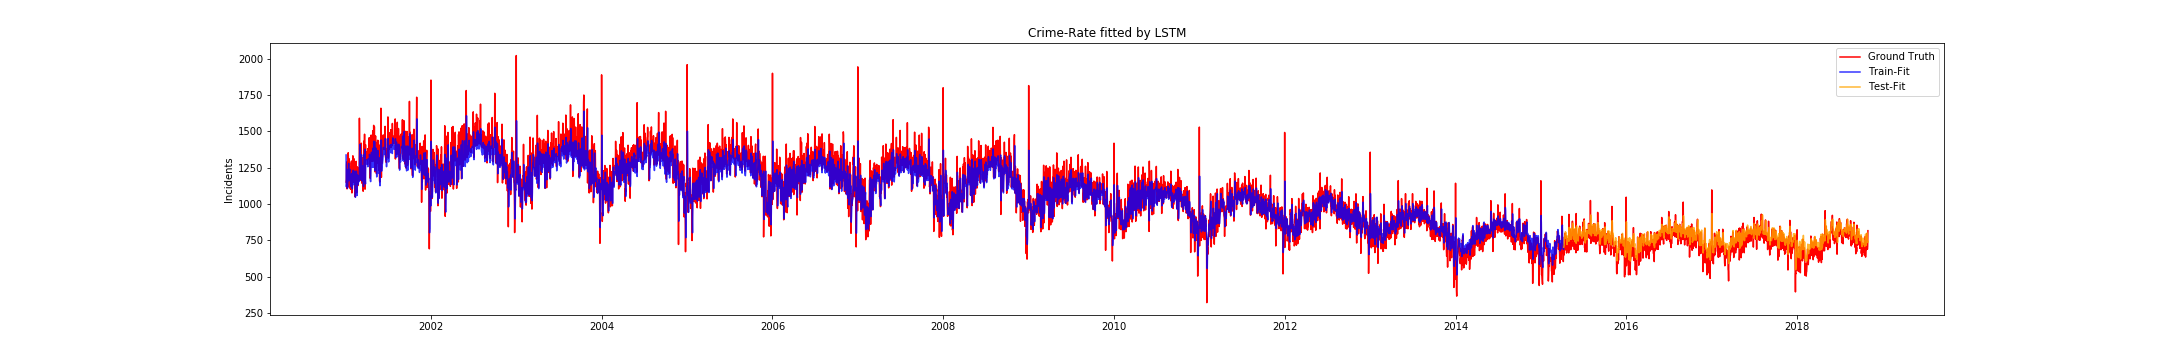 Crime-Rate fitted by LSTM
2000
1750
1500
1250
1000
750
500
250
Incidents
Ground Truth
Train-Fit
Test-Fit
2002 2004 2006 2008 2010 2012 2014 2016 2018